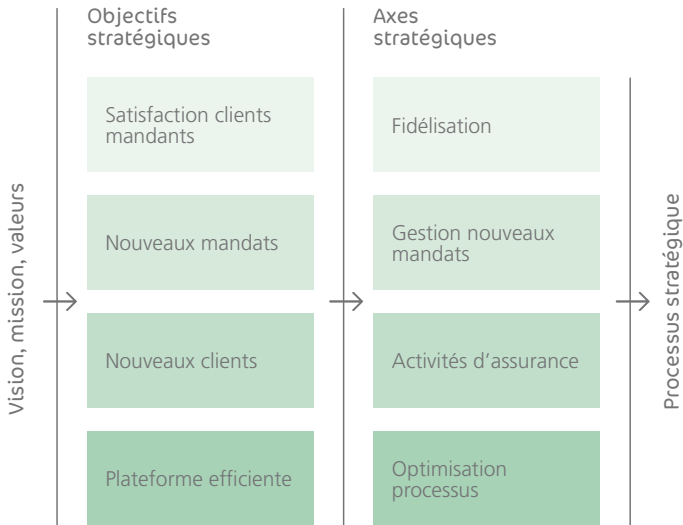 Vision, mission, valeurs
Objectifs
stratégiques
Satisfaction clients
mandants
Nouveaux mandats
Nouveaux clients
Plateforme efficiente
Axes
stratégiques
Fidélisation
Gestion nouveaux
mandats
Activités d’assurance
Optimisation
processus
Processus stratégique